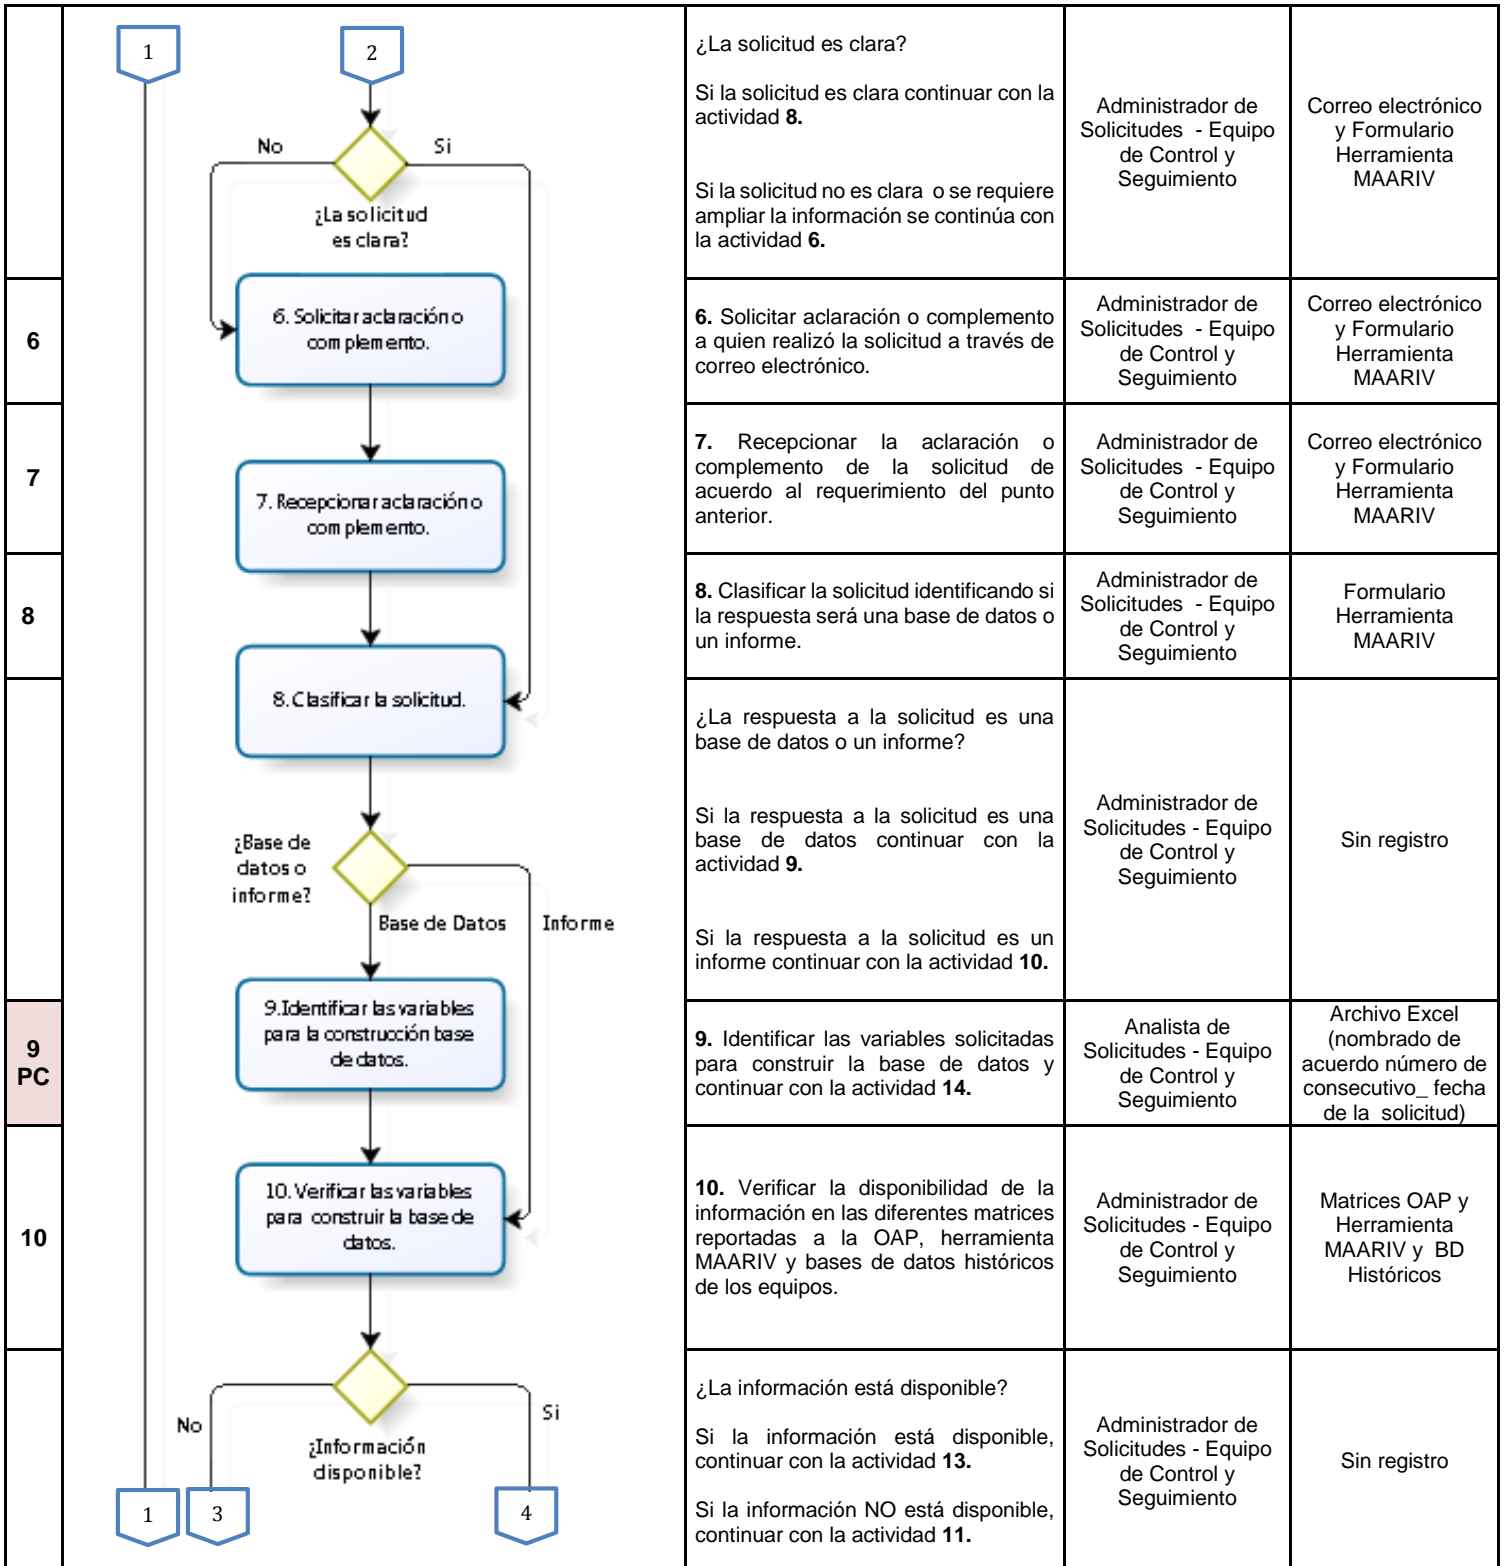 1
2
No
Si
¿La solicitud
es clara?
¿La solicitud es clara?
Si la solicitud es clara continuar con la
actividad 8.
Si la solicitud no es clara o se requiere
ampliar la información se continúa con
la actividad 6.
Administrador de
Solicitudes - Equipo
de Control y
Seguimiento
Correo electrónico
y Formulario
Herramienta
MAARIV
6
6. Solicitar aclaración o
complemento.
6. Solicitar aclaración o complemento
a quien realizó la solicitud a través de
correo electrónico.
Administrador de
Solicitudes - Equipo
de Control y
Seguimiento
Correo electrónico
y Formulario
Herramienta
MAARIV
7
7. Recepcionar aclaración o
complemento.
7. Recepcionar la aclaración o
complemento de la solicitud de
acuerdo al requerimiento del punto
anterior.
Administrador de
Solicitudes - Equipo
de Control y
Seguimiento
Correo electrónico
y Formulario
Herramienta
MAARIV
8
8. Clasificar la solicitud.
8. Clasificar la solicitud identificando si
la respuesta será una base de datos o
un informe.
Administrador de
Solicitudes - Equipo
de Control y
Seguimiento
Formulario
Herramienta
MAARIV
¿Base de
datos o
informe?
Base de Datos
Informe
¿La respuesta a la solicitud es una
base de datos o un informe?
Si la respuesta a la solicitud es una
base de datos continuar con la
actividad 9.
Si la respuesta a la solicitud es un
informe continuar con la actividad 10.
Administrador de
Solicitudes - Equipo
de Control y
Seguimiento
Sin registro
9
PC
9.Identificar las variables
para la construcción base
de datos.
9. Identificar las variables solicitadas
para construir la base de datos y
continuar con la actividad 14.
Analista de
Solicitudes - Equipo
de Control y
Seguimiento
Archivo Excel
(nombrado de
acuerdo número de
consecutivo_ fecha
de la solicitud)
10
10. Verificar las variables
para construir la base de
datos.
10. Verificar la disponibilidad de la
información en las diferentes matrices
reportadas a la OAP, herramienta
MAARIV y bases de datos históricos
de los equipos.
Administrador de
Solicitudes - Equipo
de Control y
Seguimiento
Matrices OAP y
Herramienta
MAARIV y BD
Históricos
No
Si
¿Información
disponible?
1
3
4
¿La información está disponible?
Si la información está disponible,
continuar con la actividad 13.
Si la información NO está disponible,
continuar con la actividad 11.
Administrador de
Solicitudes - Equipo
de Control y
Seguimiento
Sin registro